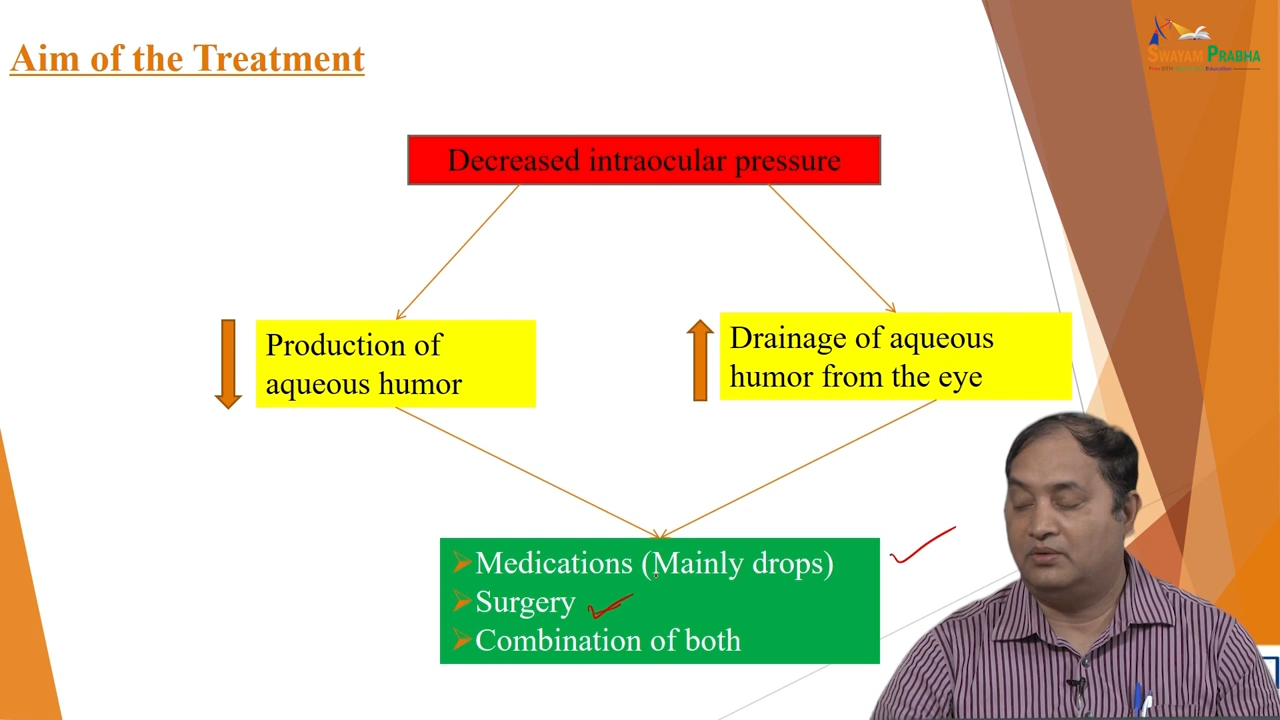 Aim of the Treatment
SWAYAM PRABHA
Decreased intraocular pressure
Production of
aqueous humor
Drainage of aqueous
humor from the eye
Medications (Mainly drops)
Surgery
Combination of both